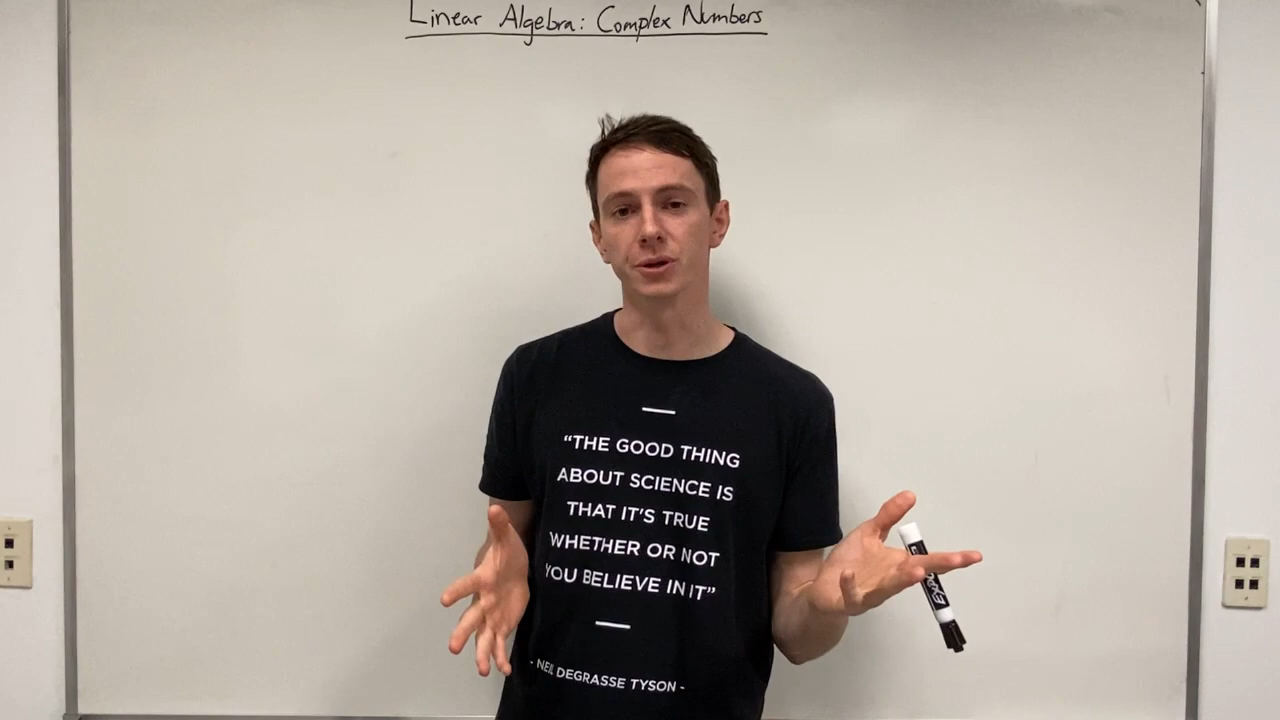 Linear Algebra: Complex Numbers
“THE GOOD THING
ABOUT SCIENCE IS
THAT IT’S TRUE
WHETHER OR NOT
YOU BELIEVE IN IT”
- NEIL DEGRASSE TYSON -
EXPO